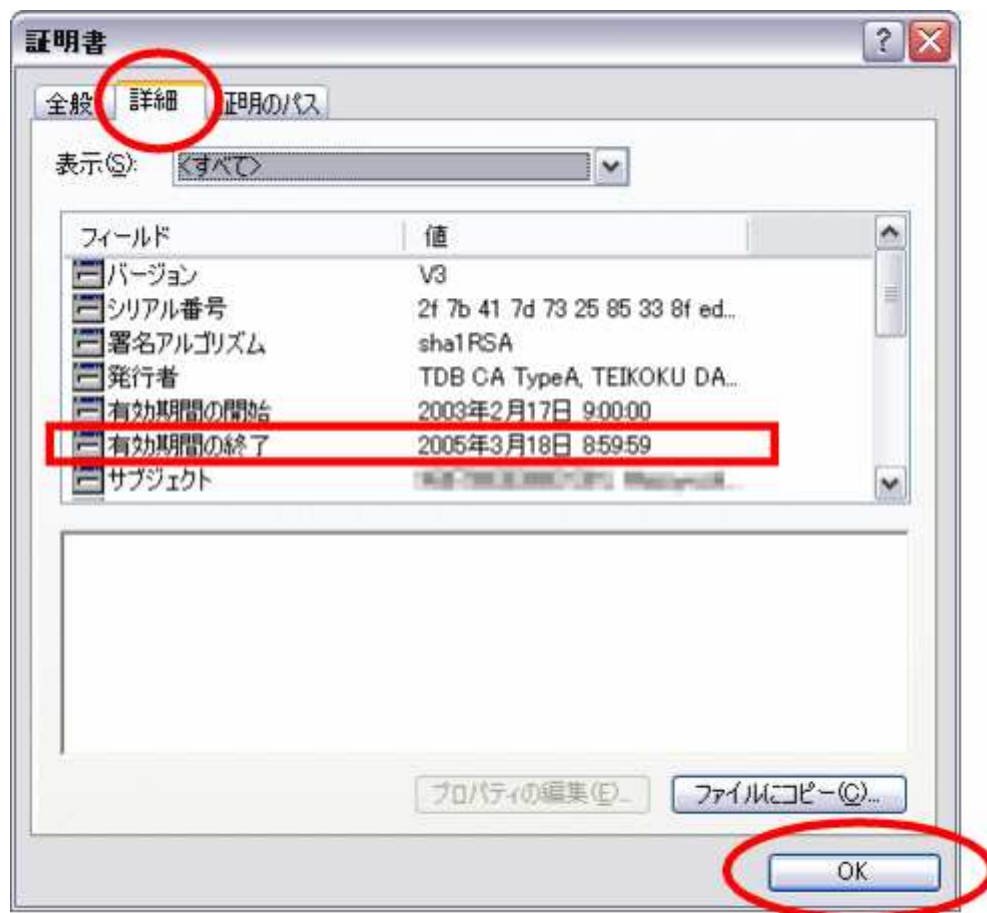 証明書
全般 詳細 証明のパス
表示(S): <すべて>
フィールド 値
バージョン V3
シリアル番号 2f 7b 41 7d 73 25 85 33 8f ed...
署名アルゴリズム sha1RSA
発行者 TDB CA TypeA, TEIKOKU DA...
有効期間の開始 2003年2月17日 9:00:00
有効期間の終了 2005年3月18日 8:59:59
サブジェクト
プロパティの編集(E)... ファイルにコピー(C)...
OK